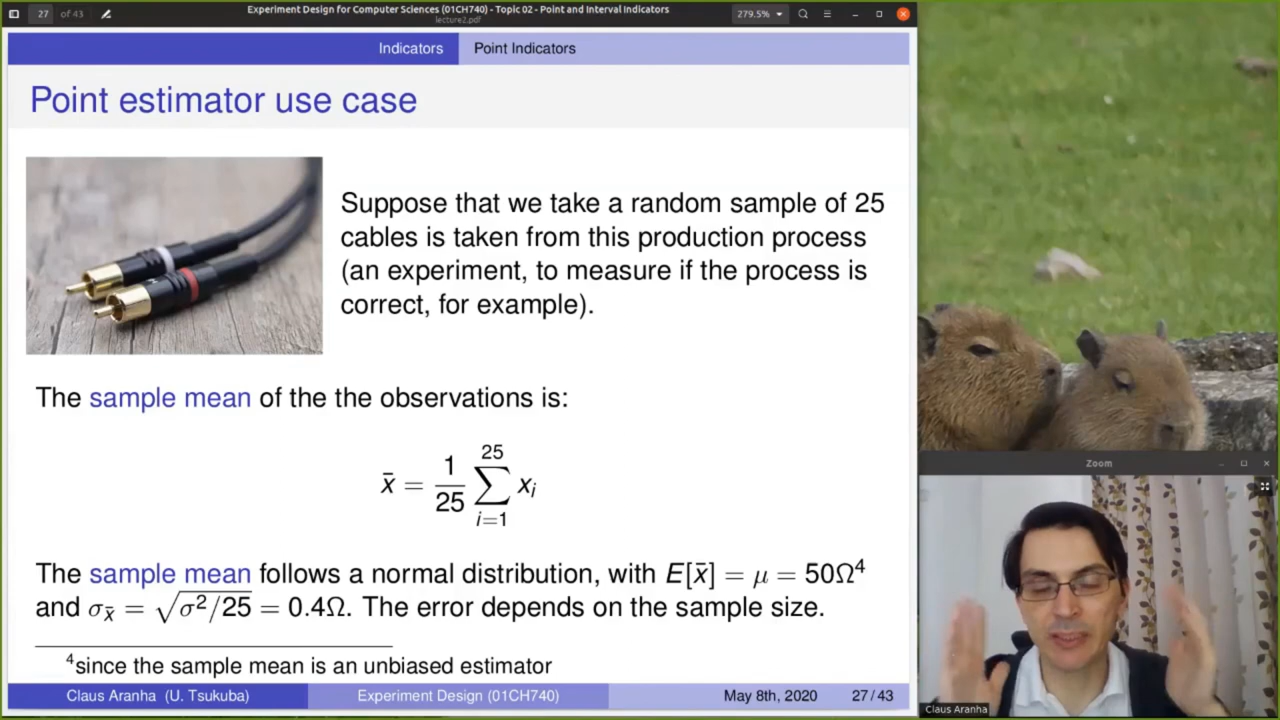 27 of 43
Experiment Design for Computer Sciences (01CH740) - Topic 02 - Point and Interval Indicators
lecture2.pdf
279.5%
Indicators Point Indicators
Point estimator use case
Suppose that we take a random sample of 25
cables is taken from this production process
(an experiment, to measure if the process is
correct, for example).
The sample mean of the the observations is:
x̄ = 1/25 ∑_{i=1}^{25} x_i
The sample mean follows a normal distribution, with E[x̄] = μ = 50Ω⁴
and σ_x̄ = √(σ²/25) = 0.4Ω. The error depends on the sample size.
⁴since the sample mean is an unbiased estimator
Claus Aranha (U. Tsukuba) Experiment Design (01CH740) May 8th, 2020 27 / 43
Zoom
Claus Aranha